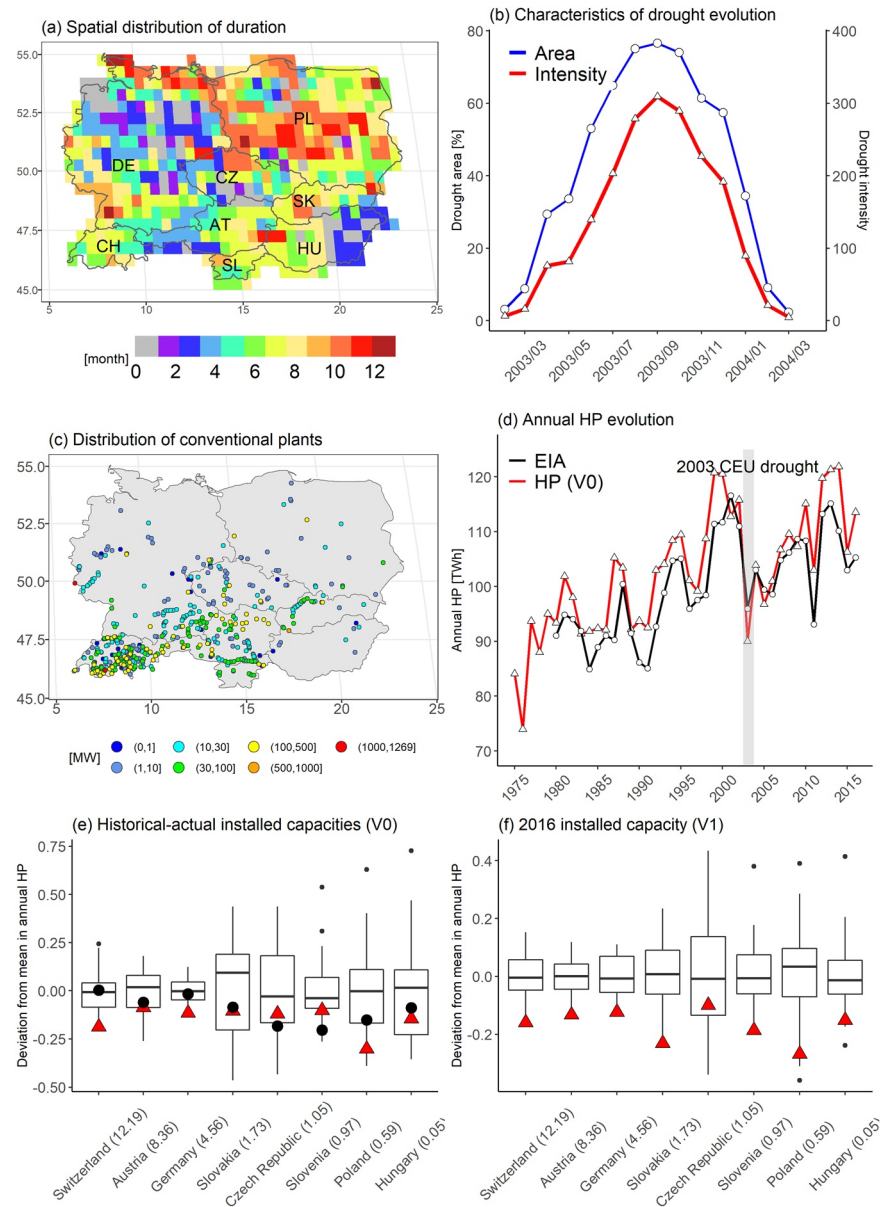 (a) Spatial distribution of duration
55.0
52.5
50.0
47.5
45.0
PL
DE
CZ
SK
AT
CH
HU
SL
5
10
15
20
25
[month]
0 2 4 6 8 10 12
(b) Characteristics of drought evolution
Area
Intensity
Drought area [%]
80
60
40
20
0
Drought intensity
400
300
200
100
0
2003/03
2003/05
2003/07
2003/09
2003/11
2004/01
2004/03
(c) Distribution of conventional plants
55.0
52.5
50.0
47.5
45.0
5
10
15
20
25
[MW]
(0,1] (10,30] (100,500] (1000,1269]
(1,10] (30,100] (500,1000]
(d) Annual HP evolution
EIA
HP (V0)
2003 CEU drought
Annual HP [TWh]
120
110
100
90
80
70
1975
1980
1985
1990
1995
2000
2005
2010
2015
(e) Historical-actual installed capacities (V0)
Deviation from mean in annual HP
0.75
0.50
0.25
0.00
-0.25
-0.50
Switzerland (12.19)
Austria (8.36)
Germany (4.56)
Slovakia (1.73)
Czech Republic (1.05)
Slovenia (0.97)
Poland (0.59)
Hungary (0.05)
(f) 2016 installed capacity (V1)
Deviation from mean in annual HP
0.4
0.2
0.0
-0.2
Switzerland (12.19)
Austria (8.36)
Germany (4.56)
Slovakia (1.73)
Czech Republic (1.05)
Slovenia (0.97)
Poland (0.59)
Hungary (0.05)